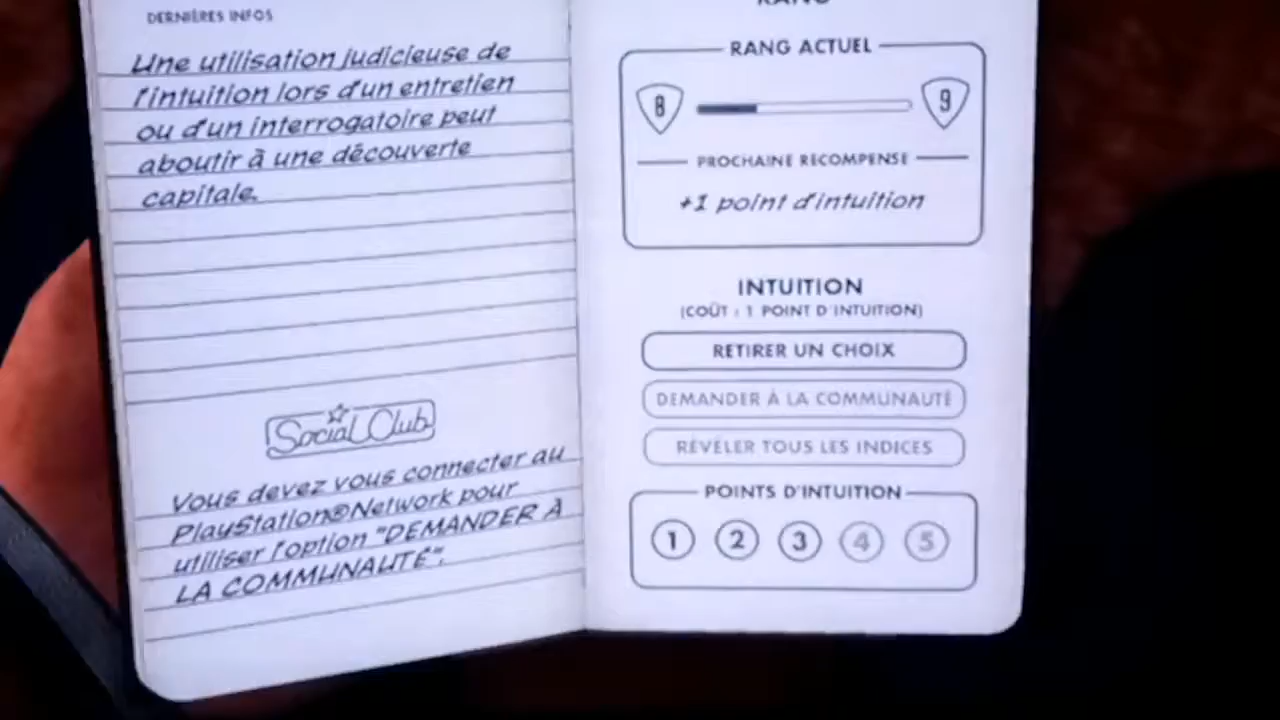 DERNIÈRES INFOS
Une utilisation judicieuse de
l'intuition lors d'un entretien
ou d'un interrogatoire peut
aboutir à une découverte
capitale.
Social Club
Vous devez vous connecter au
PlayStation®Network pour
utiliser l'option "DEMANDER À
LA COMMUNAUTÉ".
RANG
RANG ACTUEL
8 9
PROCHAINE RÉCOMPENSE
+1 point d'intuition
INTUITION
(COÛT : 1 POINT D'INTUITION)
RETIRER UN CHOIX
DEMANDER À LA COMMUNAUTÉ
RÉVÉLER TOUS LES INDICES
POINTS D'INTUITION
1 2 3 4 5